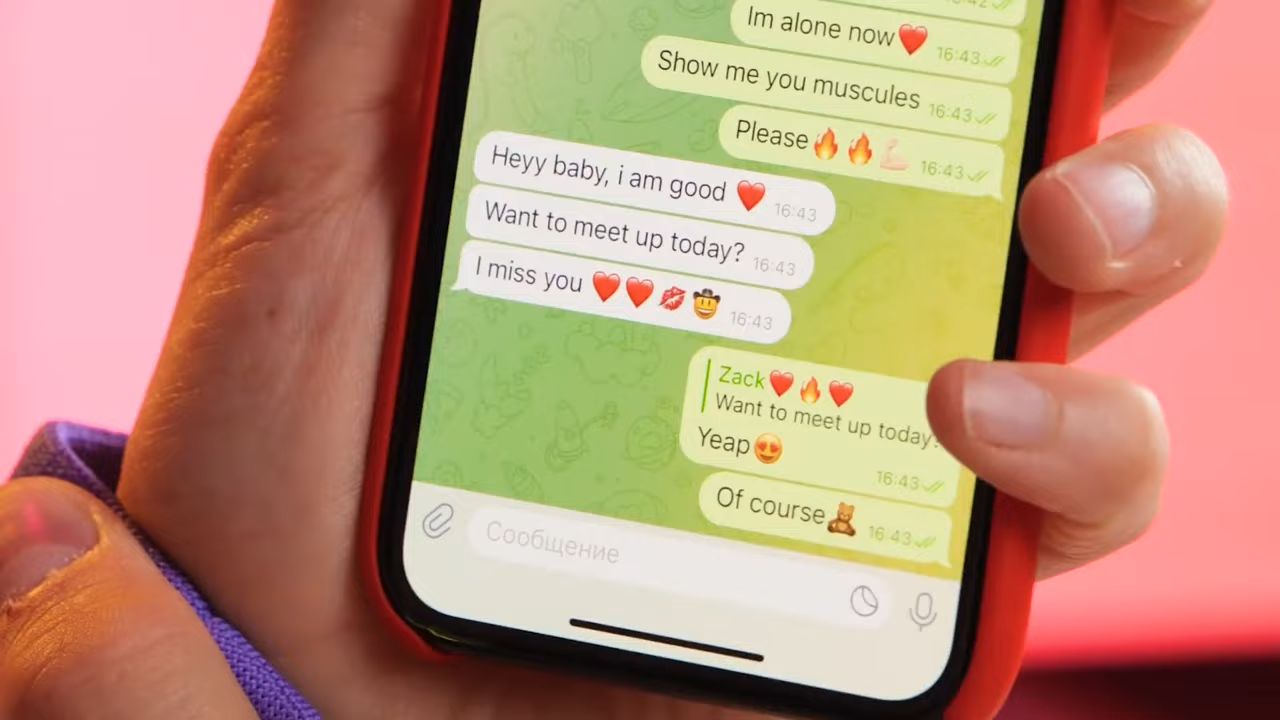 Im alone now❤️ 16:43
Show me you muscules 16:43
Please🔥🔥💪🏻 16:43
Heyy baby, i am good ❤️ 16:43
Want to meet up today? 16:43
I miss you ❤️❤️💋🤠 16:43
Zack❤️🔥❤️
Want to meet up today?
Yeap😍
16:43
Of course🧸 16:43
Сообщение